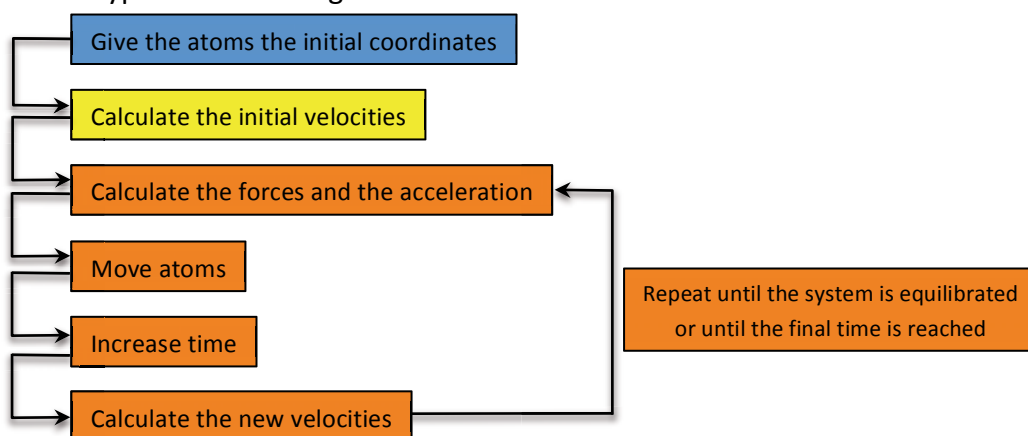 Give the atoms the initial coordinates
Calculate the initial velocities
Calculate the forces and the acceleration
Move atoms
Repeat until the system is equilibrated
or until the final time is reached
Increase time
Calculate the new velocities